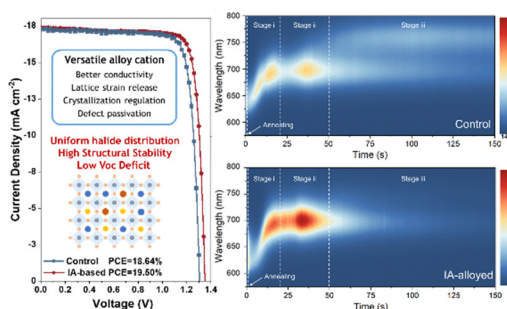 Current Density (mA cm⁻²)
-18
-16
-13
-10
-8
-5
-3
0
Versatile alloy cation
Better conductivity
Lattice strain release
Crystallization regulation
Defect passivation
Uniform halide distribution
High Structural Stability
Low Voc Deficit
Control PCE=18.64%
IA-based PCE=19.50%
0.0 0.2 0.4 0.6 0.8 1.0 1.2 1.4
Voltage (V)
Wavelength (nm)
800
750
700
650
600
Stage i Stage ii Stage iii
Annealing
Control
0 25 50 75 100 125 150
Time (s)
Wavelength (nm)
800
750
700
650
600
Stage i Stage ii Stage iii
Annealing
IA-alloyed
0 25 50 75 100 125 150
Time (s)